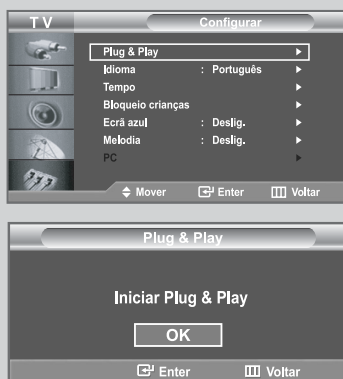 TV Configurar
Plug & Play
Idioma : Português
Tempo
Bloqueio crianças
Ecrã azul : Deslig.
Melodia : Deslig.
PC
Mover Enter Voltar
Plug & Play
Iniciar Plug & Play
OK
Enter Voltar